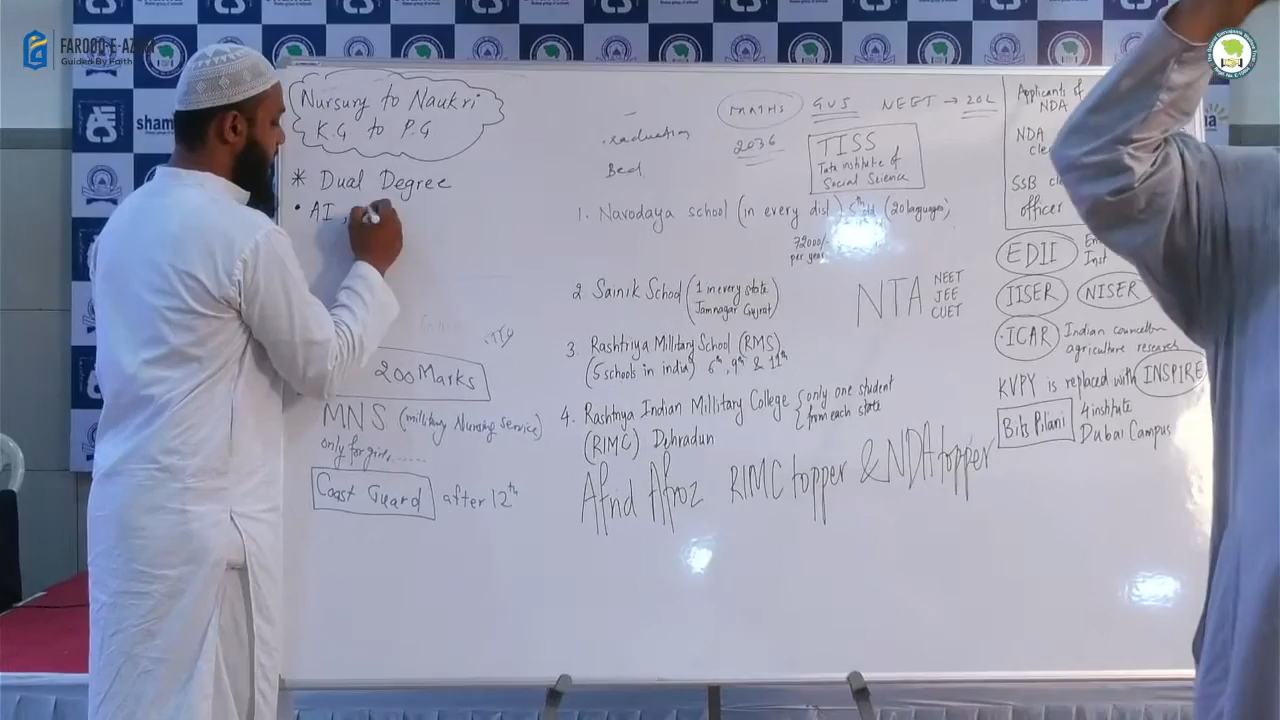 FAROOQ-E-AZAM
Guided By Faith
Nursury to Naukri
K.G to P.G
* Dual Degree
• AI ,
200 Marks
MNS (military Nursing Service)
only for girls......
Coast Guard after 12th
MATHS
2036
Bed
GUJ
NEET → 20L
TISS
Tata institute of
Social Science
1. Navodaya school (in every dist) 6th std (20 languages)
72000/-
per year
2 Sainik School (1 in every state
Jamnagar Gujrat)
NTA
NEET
JEE
CUET
3. Rashtriya Military School (RMS)
(5 schools in india) 6th, 9th & 11th
4. Rashtriya Indian Millitary College {only one student
from each state
(RIMC) Dehradun
RIMC topper & NDA topper
Applicants of
NDA
NDA
SSB
officer
EDII
IISER
NISER
ICAR Indian councellor
agriculture research
KVPY is replaced with INSPIRE
Bits Pilani 4 institute
Dubai Campus